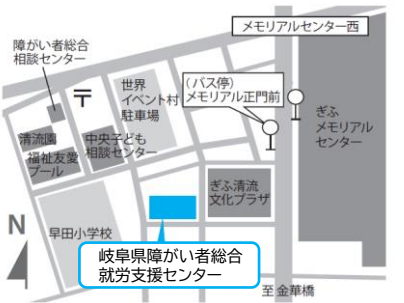 メモリアルセンター西
障がい者総合
相談センター
〒
世界
イベント村
駐車場
(バス停)
メモリアル正門前
ぎふ
メモリアル
センター
清流園
福祉友愛
プール
中央子ども
相談センター
ぎふ清流
文化プラザ
N
早田小学校
岐阜県障がい者総合
就労支援センター
至 金華橋